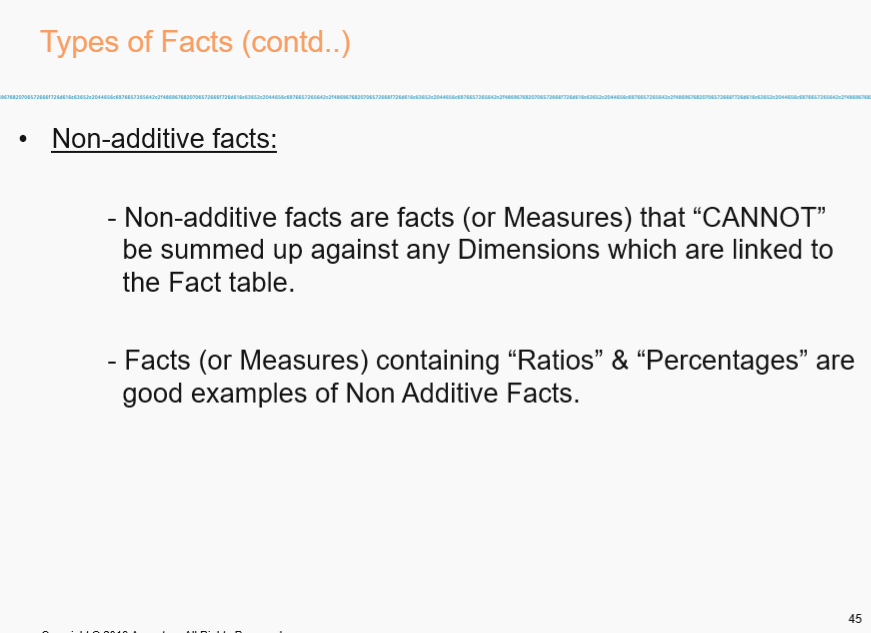 Types of Facts (contd..)
• Non-additive facts:
- Non-additive facts are facts (or Measures) that “CANNOT”
be summed up against any Dimensions which are linked to
the Fact table.
- Facts (or Measures) containing “Ratios” & “Percentages” are
good examples of Non Additive Facts.
45